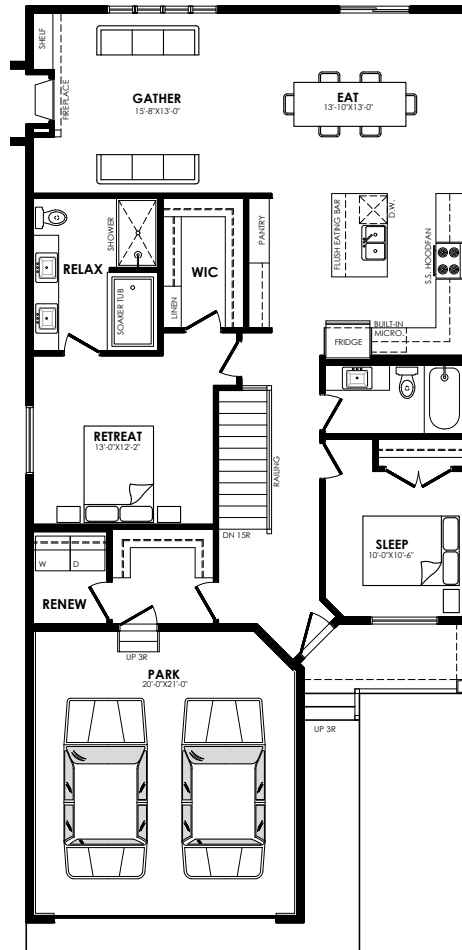 SHELF
FIREPLACE
GATHER
15'-8"X13'-0"
EAT
13'-10"X13'-0"
SHOWER
RELAX
SOAKER TUB
WIC
LINEN
PANTRY
FLUSH EATING BAR
D.W.
S.S. HOODFAN
BUILT-IN
MICRO.
FRIDGE
RETREAT
13'-0"X12'-2"
RAILING
DN 15R
SLEEP
10'-0"X10'-6"
W
D
RENEW
UP 3R
PARK
20'-0"X21'-0"
UP 3R